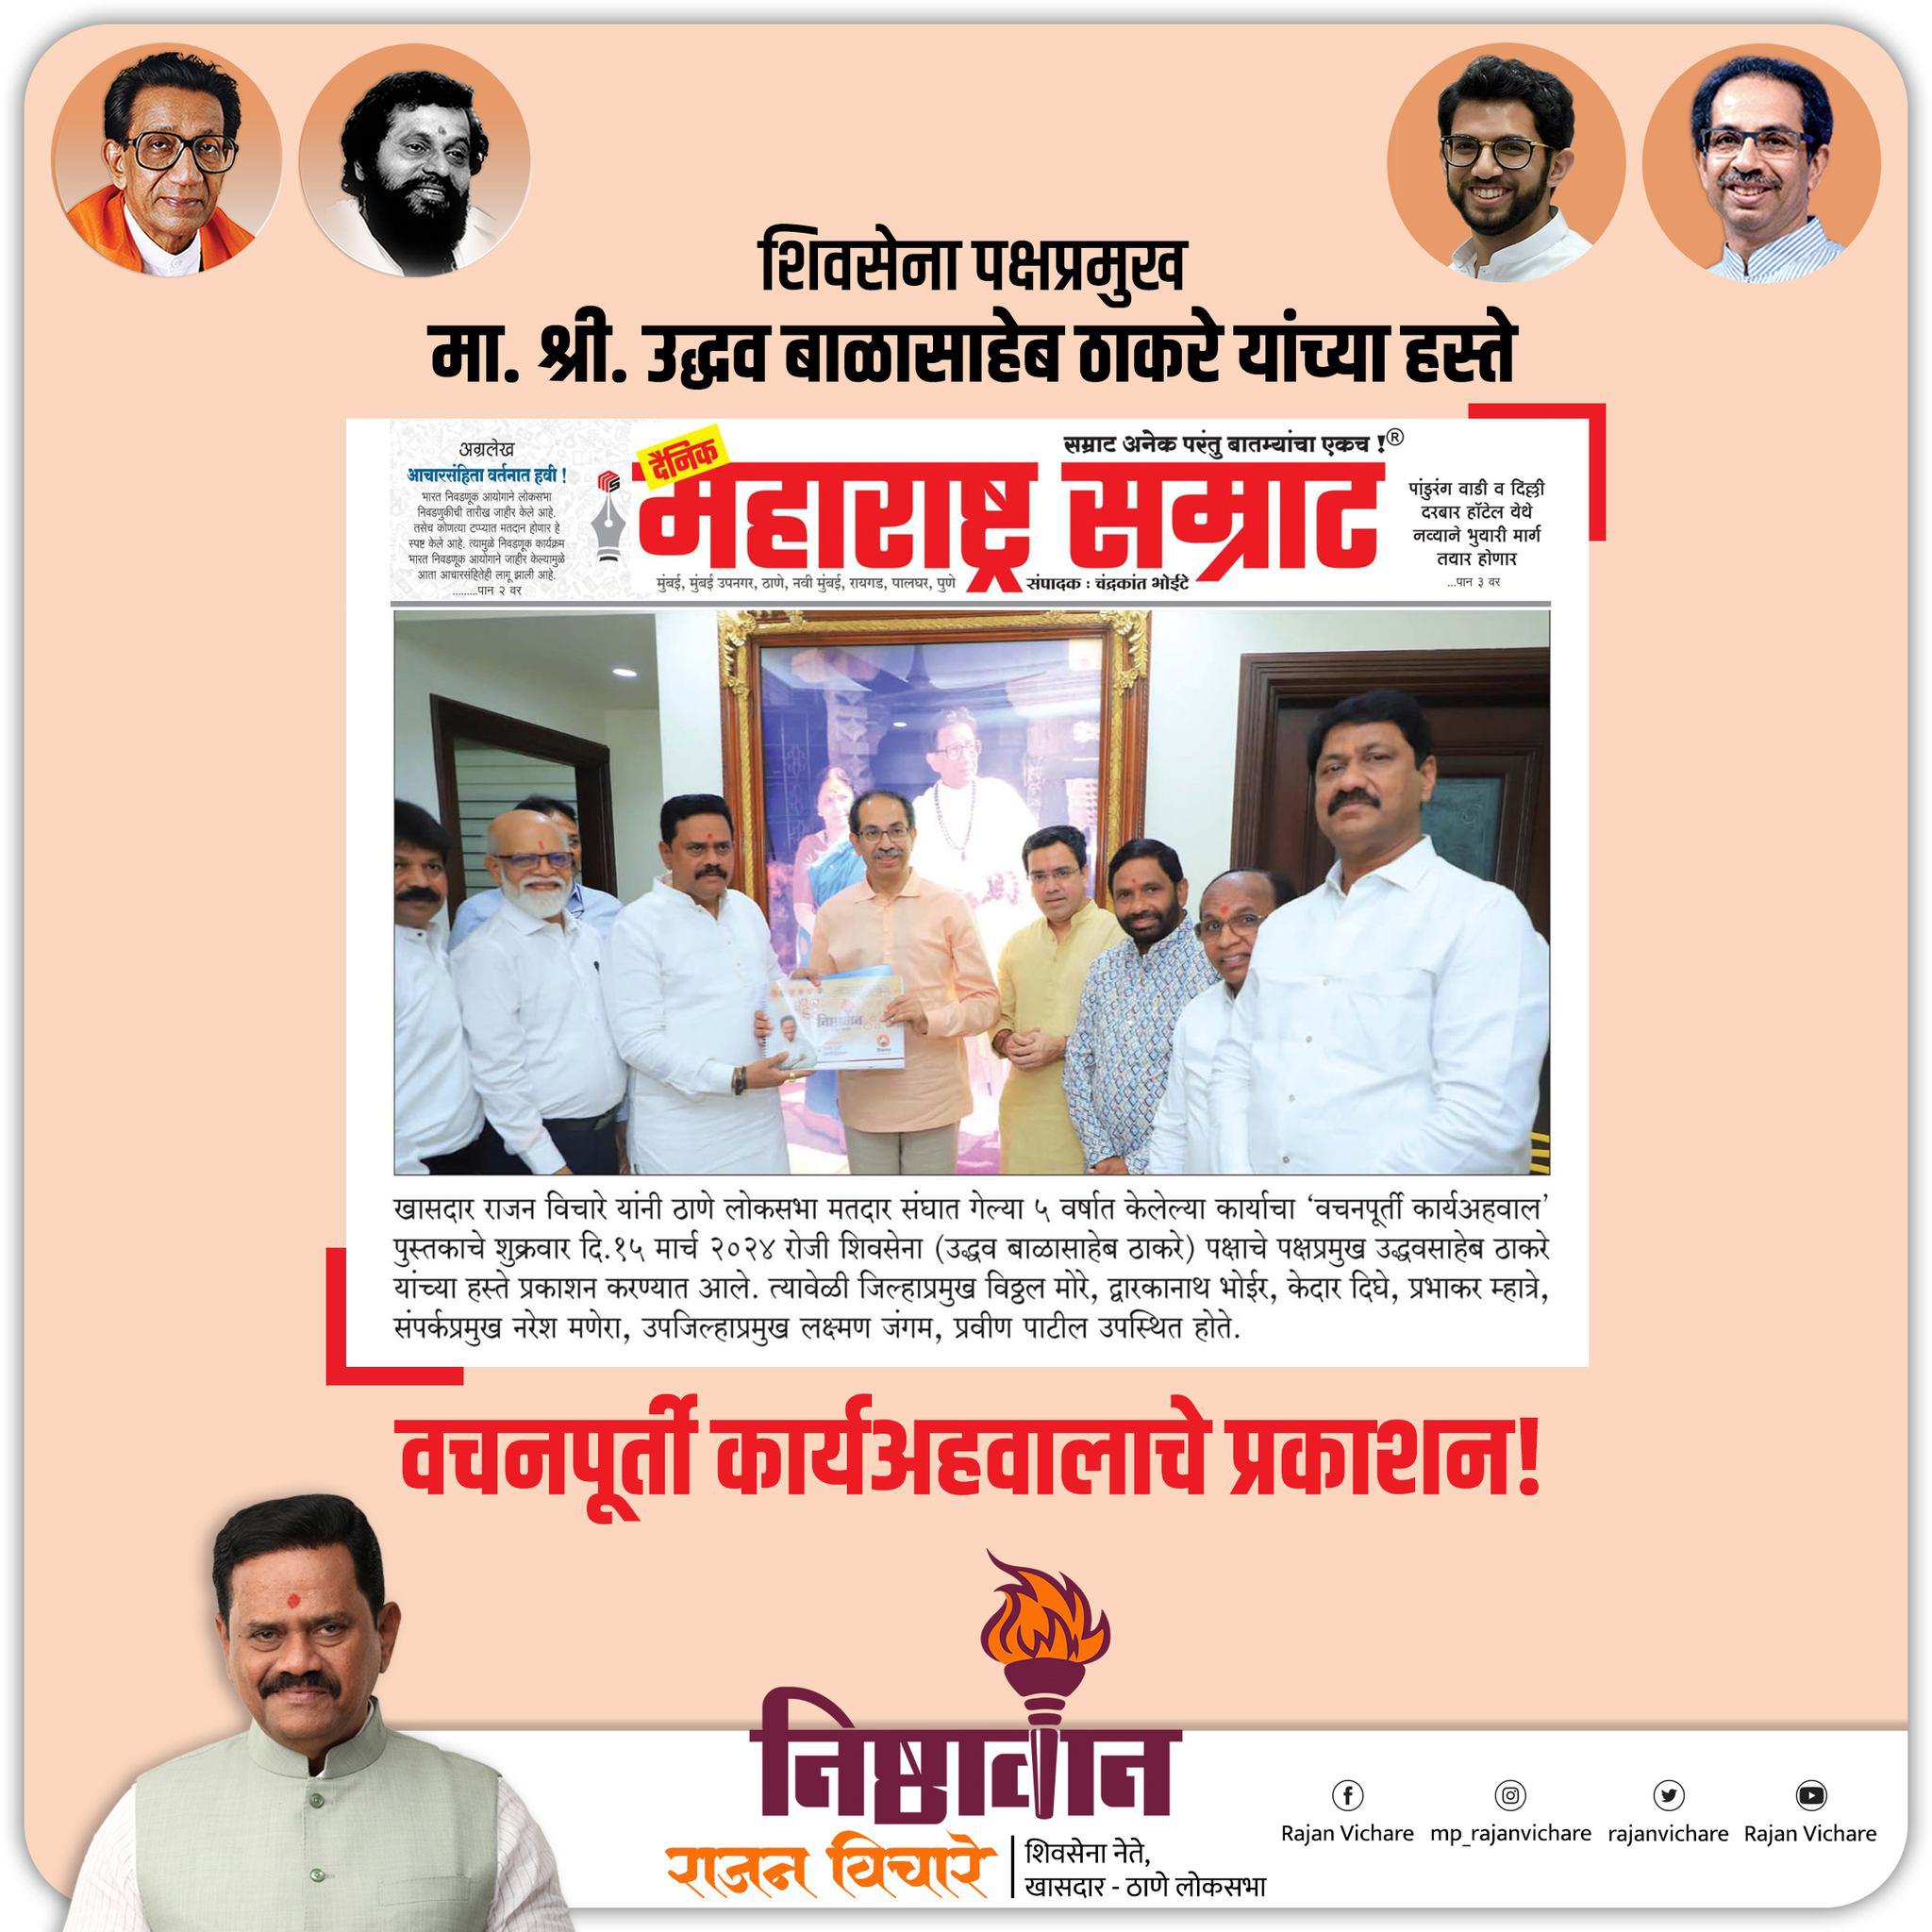 शिवसेना पक्षप्रमुख
मा. श्री. उद्धव बाळासाहेब ठाकरे यांच्या हस्ते
अग्रलेख
आचारसंहिता वर्तनात हवी !
भारत निवडणूक आयोगाने लोकसभा
निवडणुकीची तारीख जाहीर केले आहे.
तसेच कोणत्या टप्प्यात मतदान होणार हे
स्पष्ट केले आहे. त्यामुळे निवडणूक कार्यक्रम
भारत निवडणूक आयोगाने जाहीर केल्यामुळे
आता आचारसंहितेही लागू झाली आहे.
.........पान २ वर
सम्राट अनेक परंतु बातम्यांचा एकच !®
दैनिक
महाराष्ट्र सम्राट
मुंबई, मुंबई उपनगर, ठाणे, नवी मुंबई, रायगड, पालघर, पुणे
संपादक : चंद्रकांत भोईटे
पांडुरंग वाडी व दिल्ली
दरबार हॉटेल येथे
नव्याने भुयारी मार्ग
तयार होणार
...पान ३ वर
खासदार राजन विचारे यांनी ठाणे लोकसभा मतदार संघात गेल्या ५ वर्षात केलेल्या कार्याचा ‘वचनपूर्ती कार्यअहवाल’
पुस्तकाचे शुक्रवार दि.१५ मार्च २०२४ रोजी शिवसेना (उद्धव बाळासाहेब ठाकरे) पक्षाचे पक्षप्रमुख उद्धवसाहेब ठाकरे
यांच्या हस्ते प्रकाशन करण्यात आले. त्यावेळी जिल्हाप्रमुख विठ्ठल मोरे, द्वारकानाथ भोईर, केदार दिघे, प्रभाकर म्हात्रे,
संपर्कप्रमुख नरेश मणेरा, उपजिल्हाप्रमुख लक्ष्मण जंगम, प्रवीण पाटील उपस्थित होते.
वचनपूर्ती कार्यअहवालाचे प्रकाशन!
निष्ठावान
राजन विचारे
शिवसेना नेते,
खासदार - ठाणे लोकसभा
Rajan Vichare
mp_rajanvichare
rajanvichare
Rajan Vichare